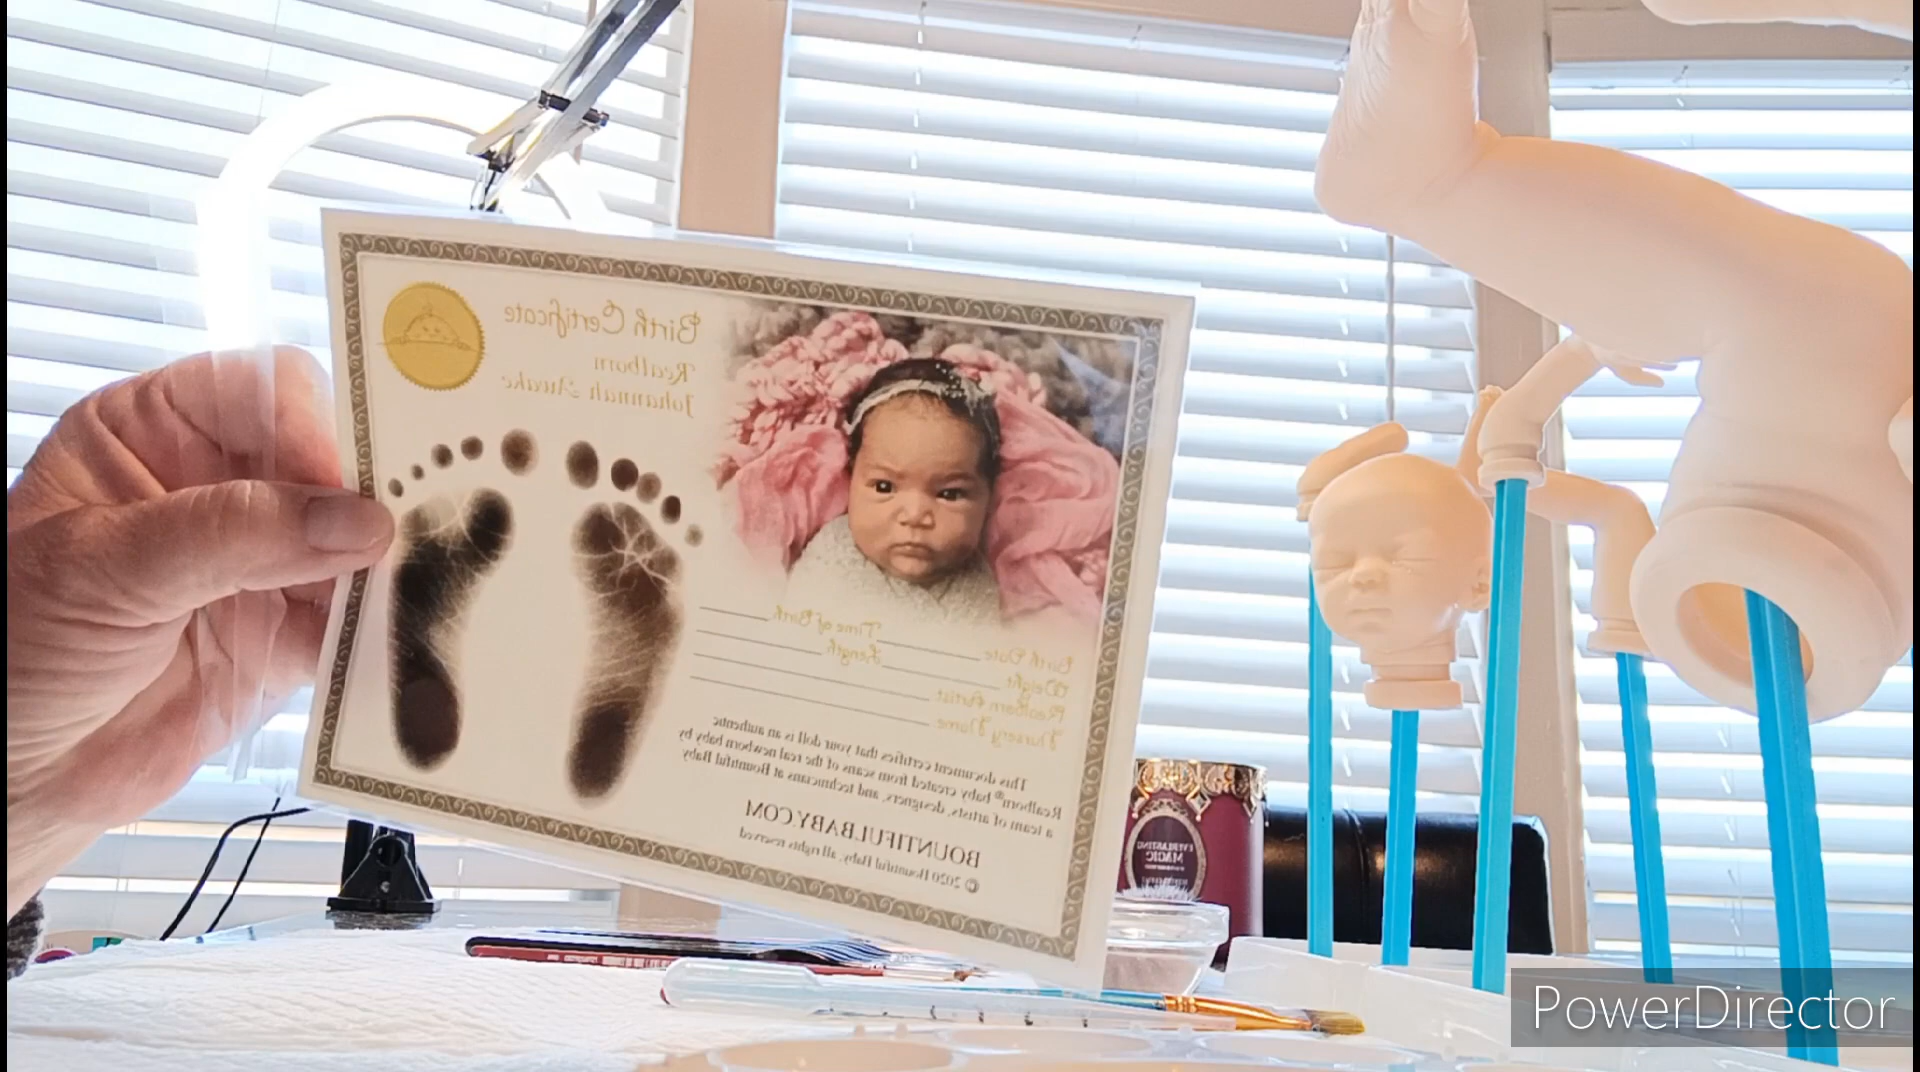 Birth Certificate
Realborn
Johannah Awake
Birth Date Time of Birth
Weight Length
Realborn Artist
Nursery Name
This document certifies that your doll is an authentic
Realborn® baby created from scans of the real newborn baby by
a team of artists, designers, and technicians at Bountiful Baby
BOUNTIFULBABY.COM
© 2020 Bountiful Baby, all rights reserved
EVERLASTING
MAGIC
PowerDirector